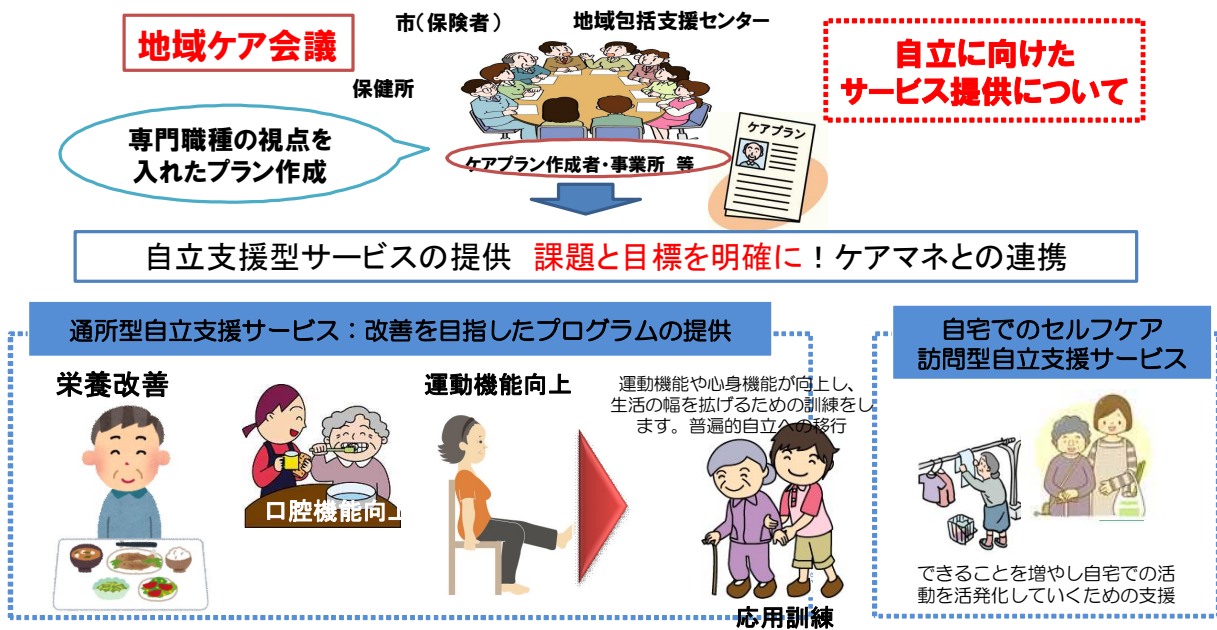 地域ケア会議
市(保険者)
地域包括支援センター
保健所
自立に向けた
サービス提供について
専門職種の視点を
入れたプラン作成
ケアプラン
ケアプラン作成者・事業所 等
自立支援型サービスの提供 課題と目標を明確に！ケアマネとの連携
通所型自立支援サービス：改善を目指したプログラムの提供
栄養改善
口腔機能向上
運動機能向上
運動機能や心身機能が向上し、
生活の幅を拡げるための訓練をし
ます。普遍的自立への移行
応用訓練
自宅でのセルフケア
訪問型自立支援サービス
できることを増やし自宅での活
動を活発化していくための支援